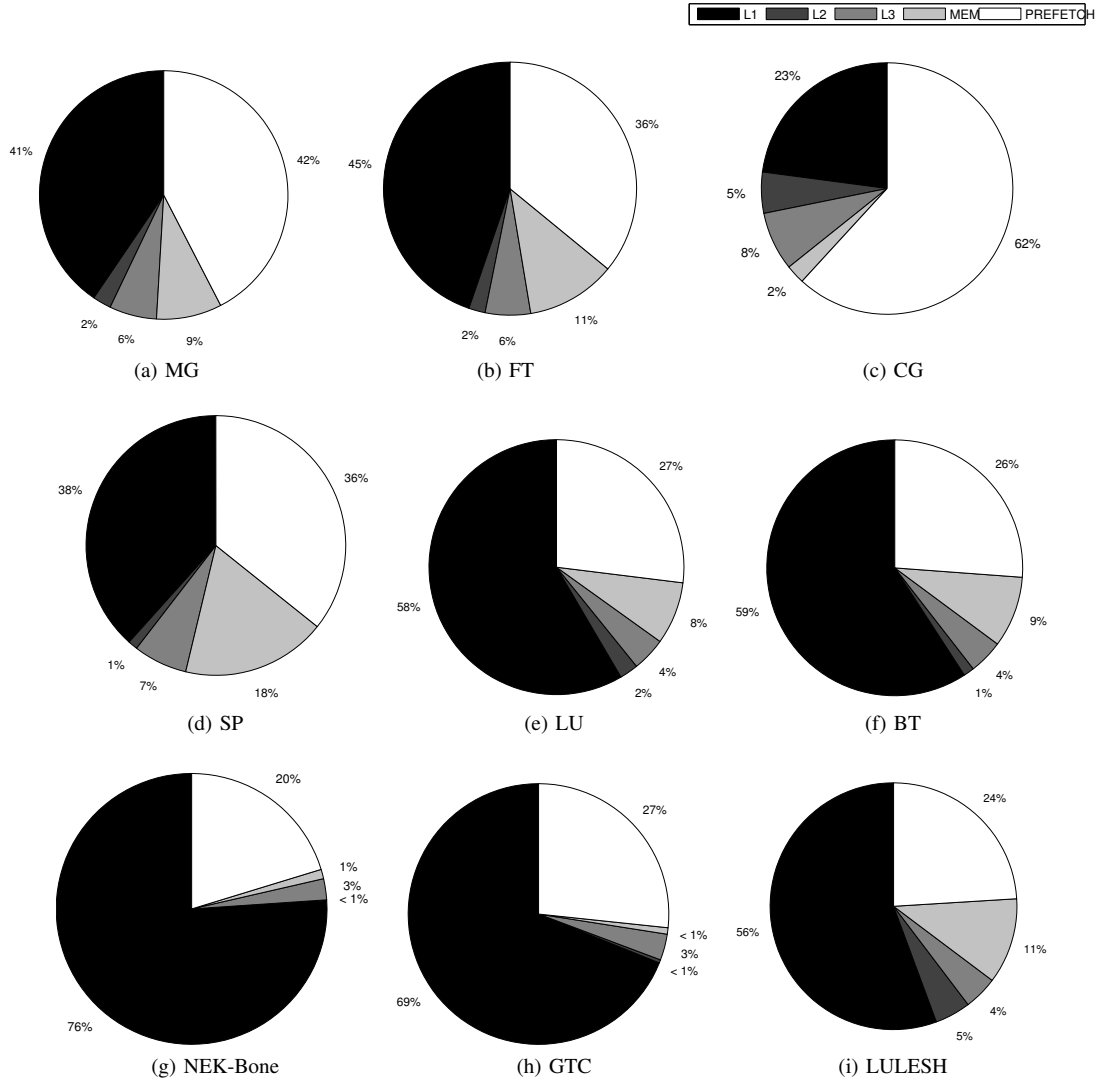 L1 L2 L3 MEM PREFETCH
41% 42% 2% 6% 9%
(a) MG
45% 36% 2% 6% 11%
(b) FT
23% 5% 8% 2% 62%
(c) CG
38% 36% 1% 7% 18%
(d) SP
27% 58% 8% 4% 2%
(e) LU
26% 59% 9% 4% 1%
(f) BT
20% 1% 3% < 1% 76%
(g) NEK-Bone
27% < 1% 3% < 1% 69%
(h) GTC
24% 56% 11% 4% 5%
(i) LULESH